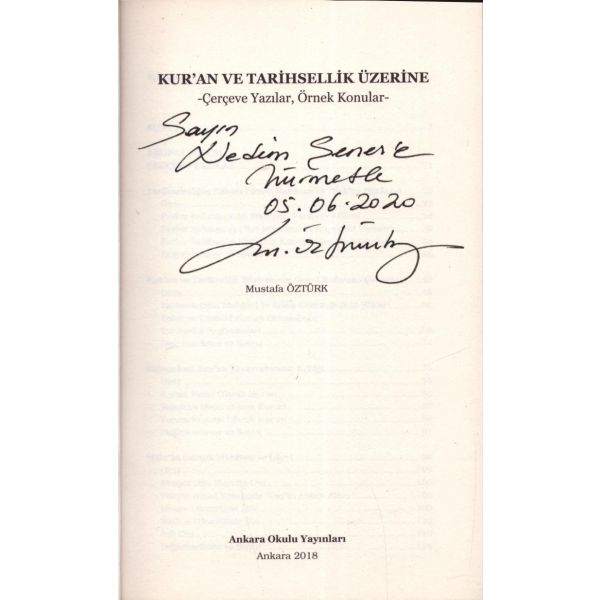 KUR'AN VE TARİHSELLİK ÜZERİNE
-Çerçeve Yazılar, Örnek Konular-
Sayın
Nedim Şener'e
hürmetle
05.06.2020
m. Öztürk
Mustafa ÖZTÜRK
Ankara Okulu Yayınları
Ankara 2018